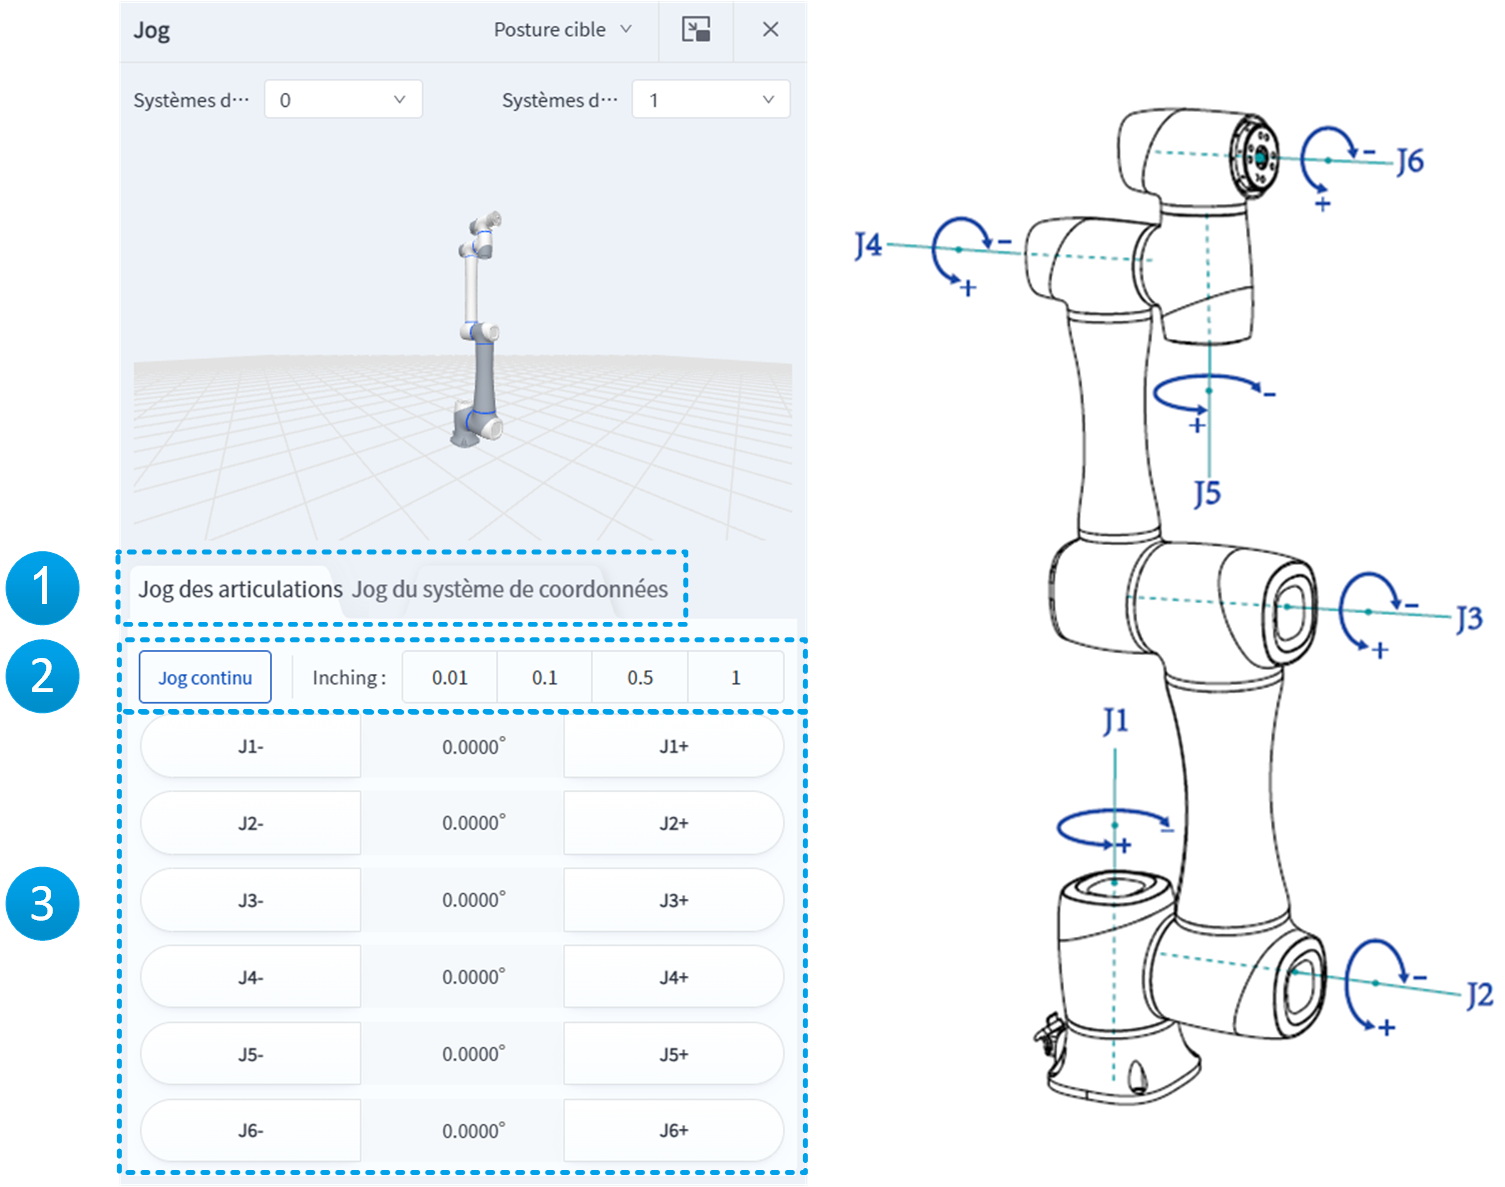 Jog
Posture cible
Systèmes d··· 0
Systèmes d··· 1
1
Jog des articulations
Jog du système de coordonnées
2
Jog continu
Inching : 0.01 0.1 0.5 1
3
J1- 0.0000° J1+
J2- 0.0000° J2+
J3- 0.0000° J3+
J4- 0.0000° J4+
J5- 0.0000° J5+
J6- 0.0000° J6+
- J6
+
J4 -
+
-
+
J5
- J3
+
J1
-
+
-
J2
+